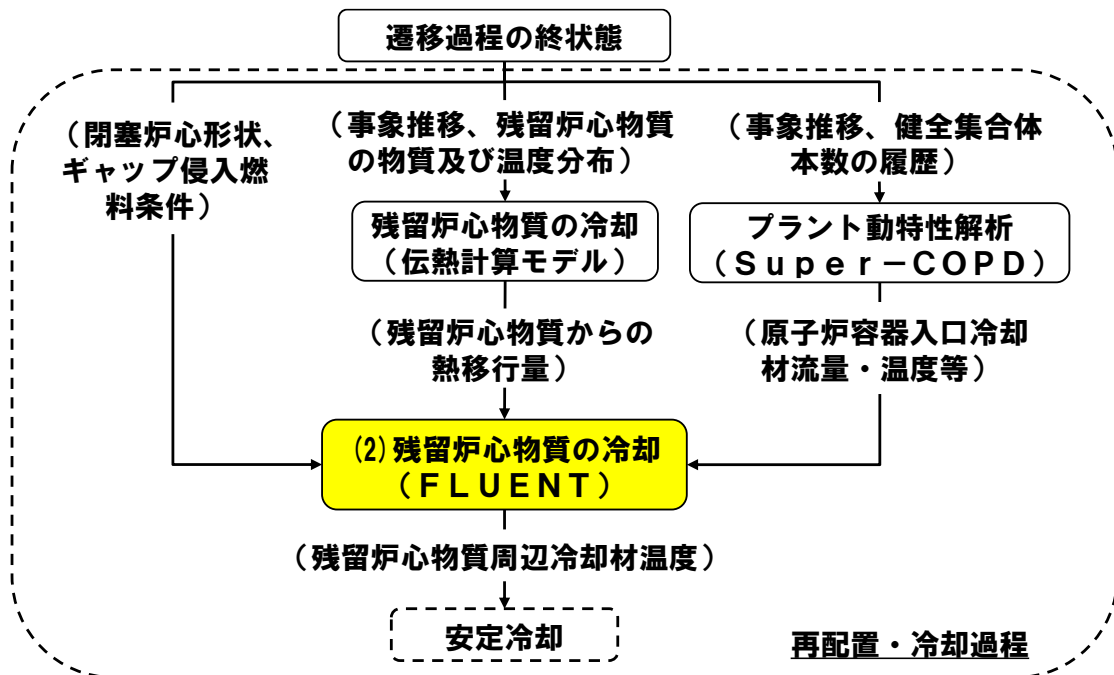 遷移過程の終状態
（閉塞炉心形状、
ギャップ侵入燃
料条件）
（事象推移、残留炉心物質
の物質及び温度分布）
（事象推移、健全集合体
本数の履歴）
残留炉心物質の冷却
（伝熱計算モデル）
プラント動特性解析
（Ｓｕｐｅｒ－ＣＯＰＤ）
（残留炉心物質からの
熱移行量）
（原子炉容器入口冷却
材流量・温度等）
(2)残留炉心物質の冷却
（ＦＬＵＥＮＴ）
（残留炉心物質周辺冷却材温度）
安定冷却
再配置・冷却過程